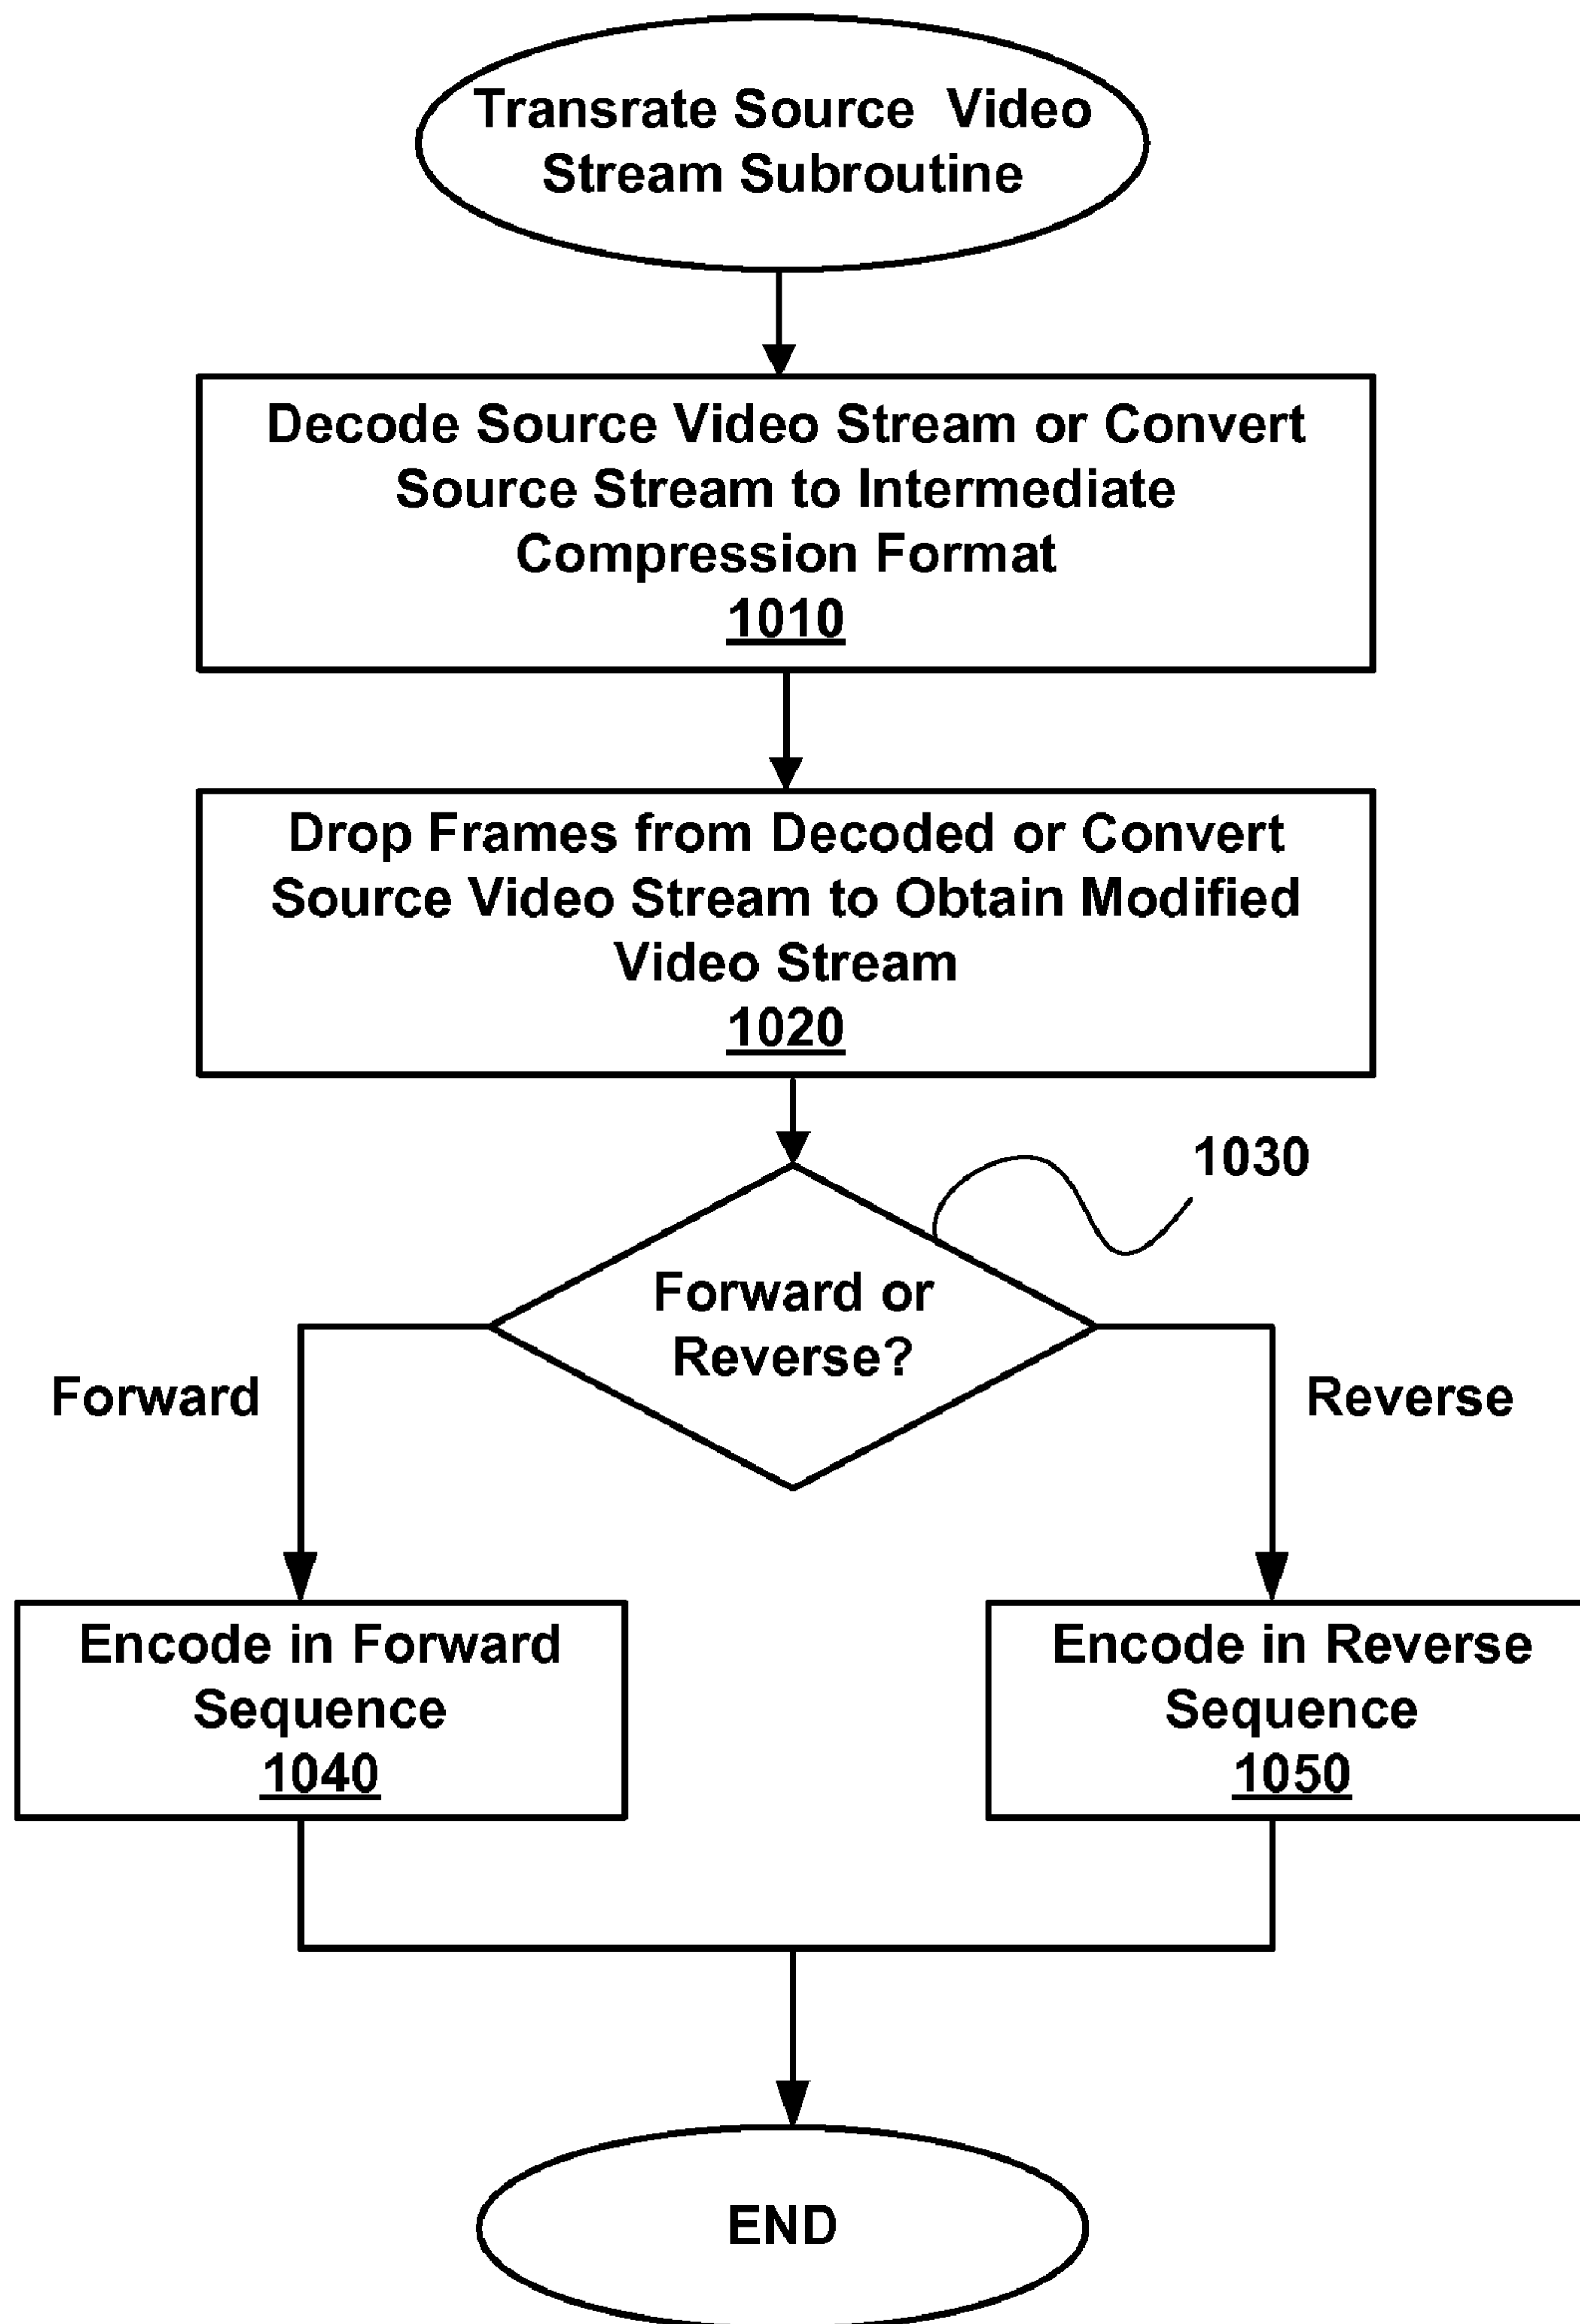 Transrate Source Video
Stream Subroutine
Decode Source Video Stream or Convert
Source Stream to Intermediate
Compression Format
1010
Drop Frames from Decoded or Convert
Source Video Stream to Obtain Modified
Video Stream
1020
1030
Forward or
Reverse?
Forward
Reverse
Encode in Forward
Sequence
1040
Encode in Reverse
Sequence
1050
END